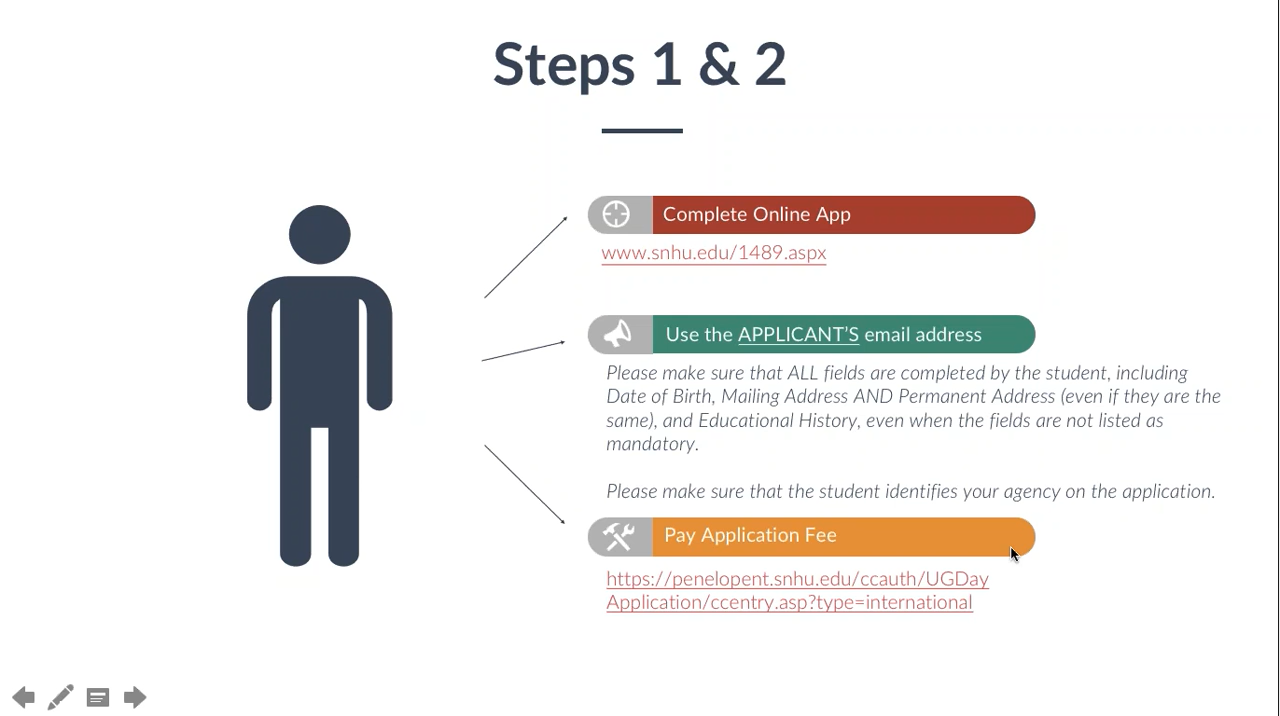 Steps 1 & 2
Complete Online App
www.snhu.edu/1489.aspx
Use the APPLICANT'S email address
Please make sure that ALL fields are completed by the student, including
Date of Birth, Mailing Address AND Permanent Address (even if they are the
same), and Educational History, even when the fields are not listed as
mandatory.
Please make sure that the student identifies your agency on the application.
Pay Application Fee
https://penelopent.snhu.edu/ccauth/UGDay
Application/ccentry.asp?type=international